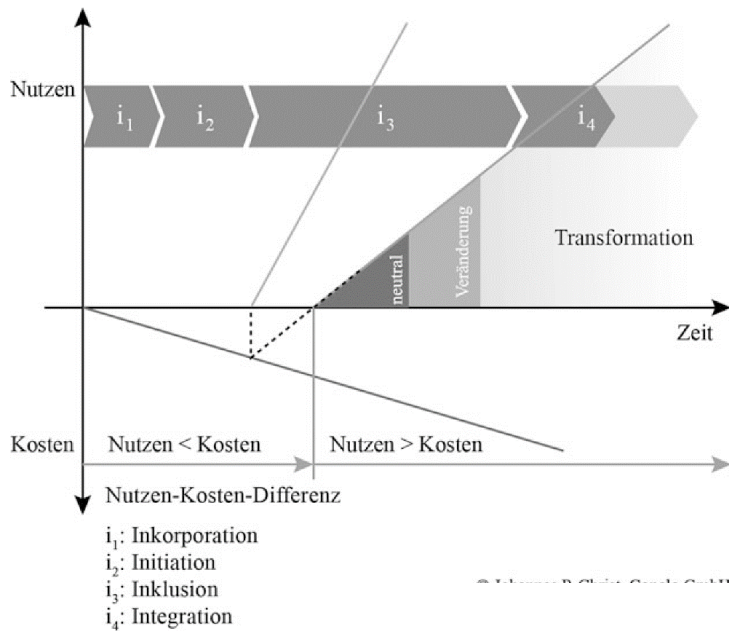 Nutzen
i1
i2
i3
i4
neutral
Veränderung
Transformation
Zeit
Kosten
Nutzen < Kosten
Nutzen > Kosten
Nutzen-Kosten-Differenz
i1: Inkorporation
i2: Initiation
i3: Inklusion
i4: Integration